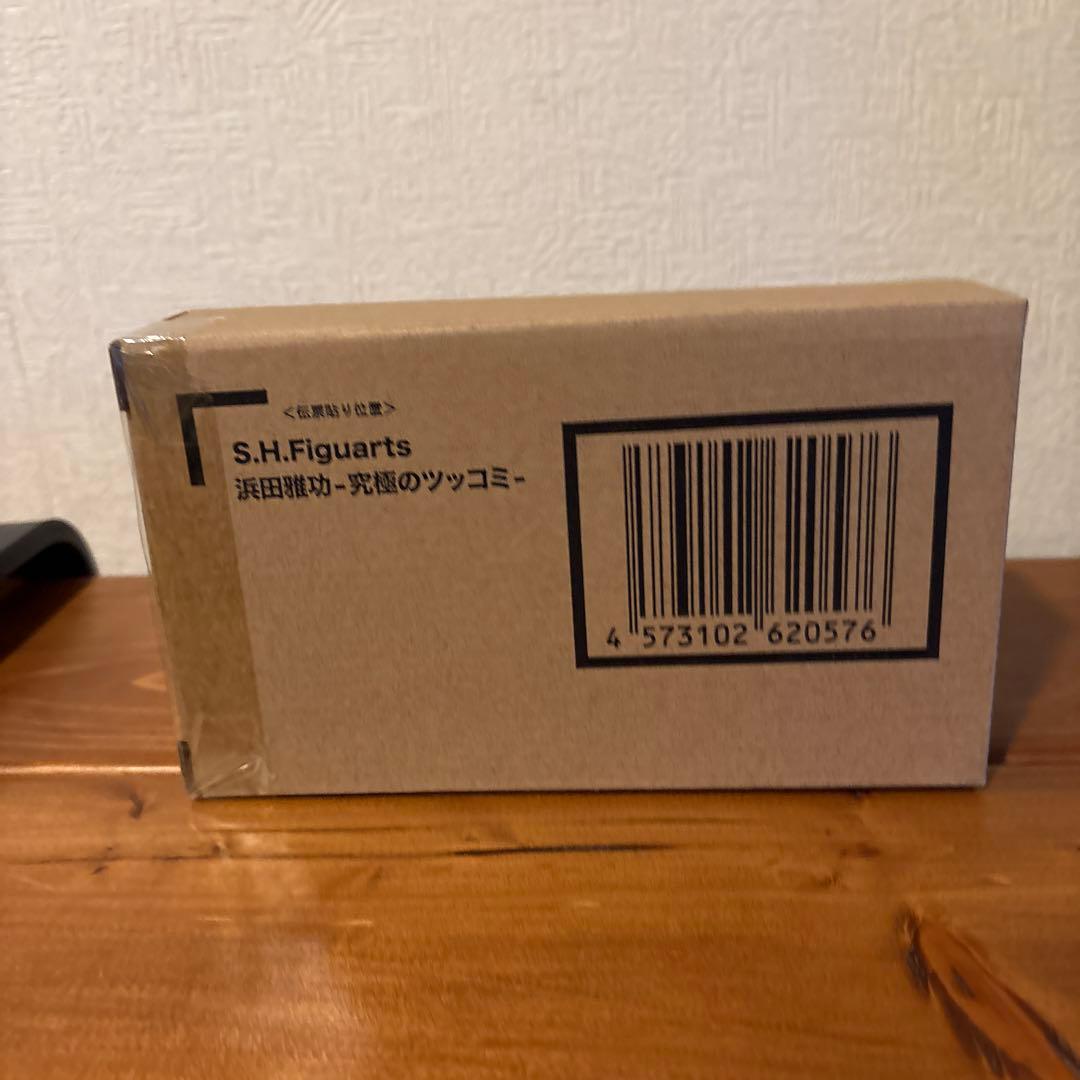 <伝票貼り位置>
S.H.Figuarts
浜田雅功-究極のツッコミ-
4 573102 620576